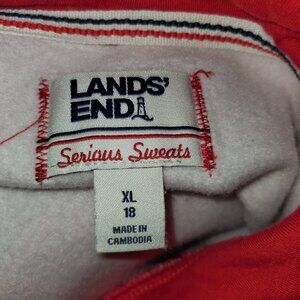 LANDS'
END
Serious Sweats
XL
18
MADE IN
CAMBODIA